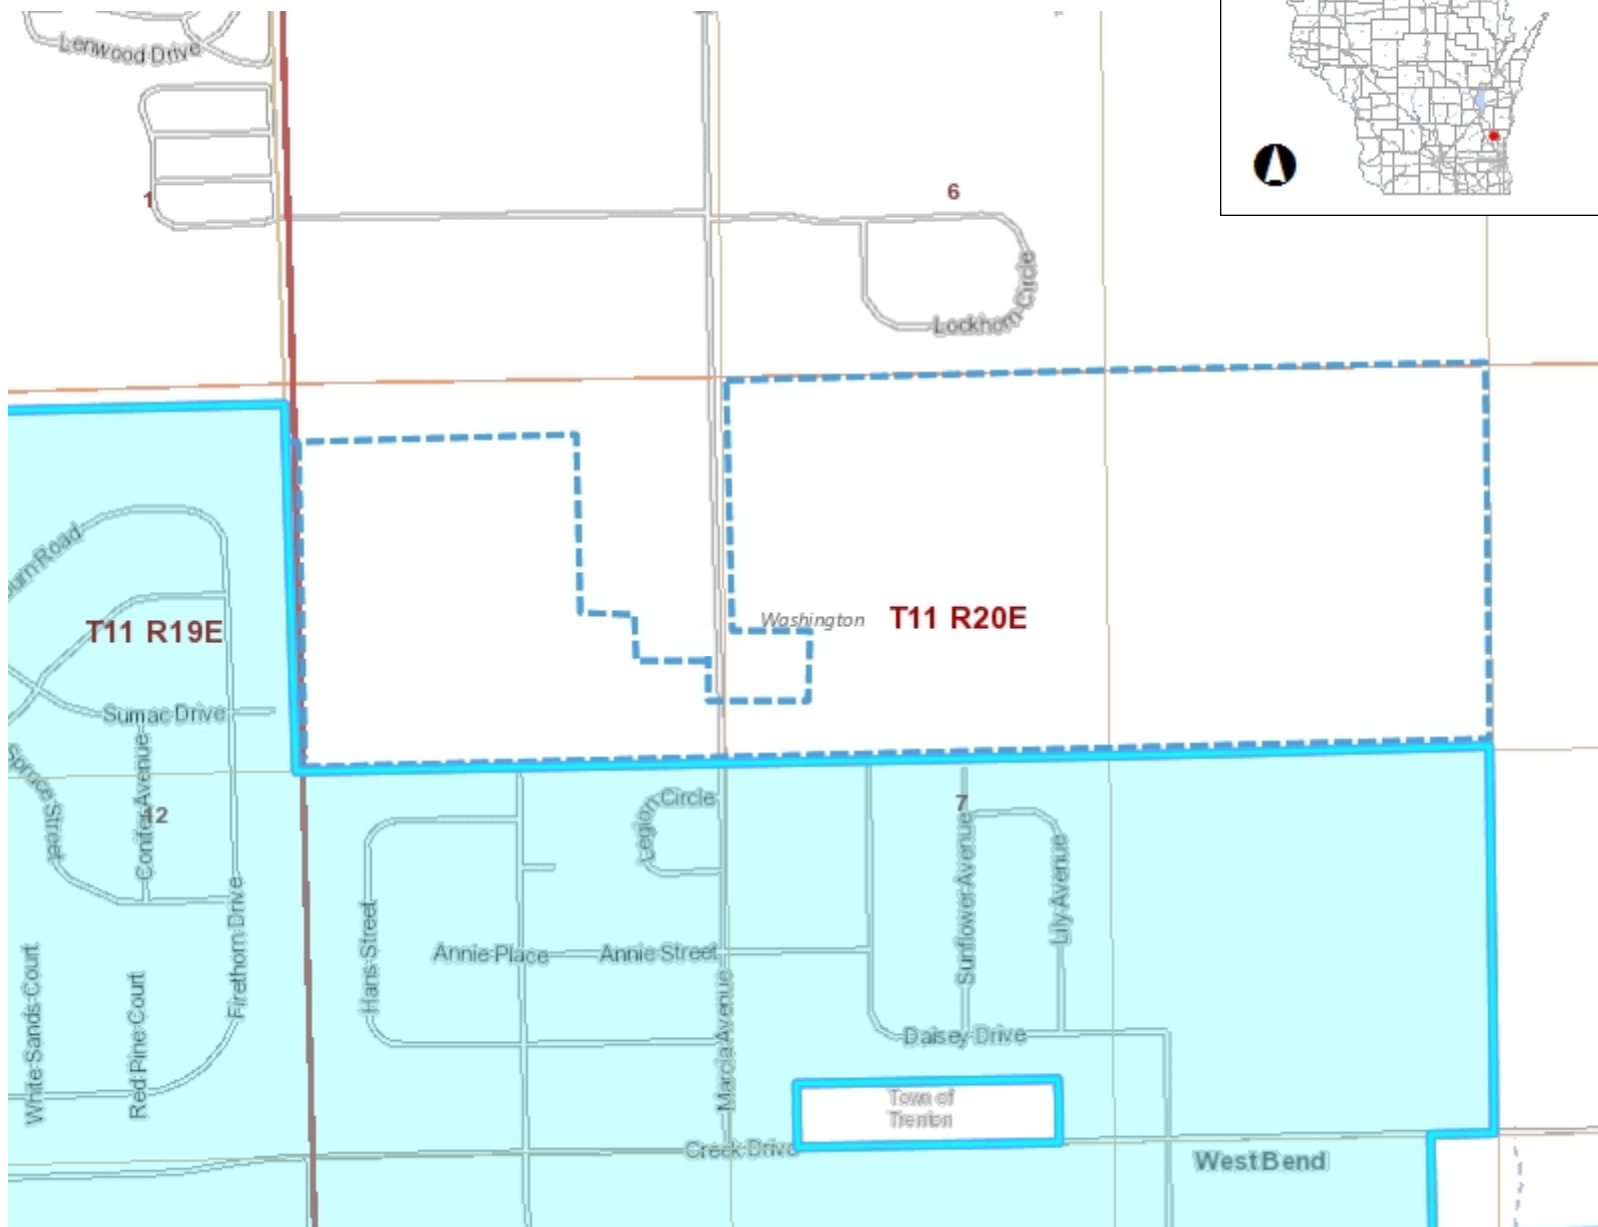 Lenwood Drive
1
6
Lockhorn Circle
Road
T11 R19E
Washington
T11 R20E
Sumac Drive
Spruce Street
Conifer Avenue
12
Legion Circle
7
Hans Street
Annie Place
Annie Street
Sunflower Avenue
Lily Avenue
White Sands Court
Red Pine Court
Firethorn Drive
Marcia Avenue
Daisey Drive
Town of
Trenton
Creek Drive
West Bend